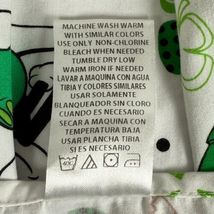 MACHINE WASH WARM
WITH SIMILAR COLORS
USE ONLY NON-CHLORINE
BLEACH WHEN NEEDED
TUMBLE DRY LOW
WARM IRON IF NEEDED
LAVAR A MAQUINA CON AGUA
TIBIA Y COLORES SIMILARES
USAR SOLAMENTE
BLANQUEADOR SIN CLORO
CUANDO ES NECESARIO
SECAR A MAQUINA CON
TEMPERATURA BAJA
USAR PLANCHA TIBIA
SI ES NECESARIO